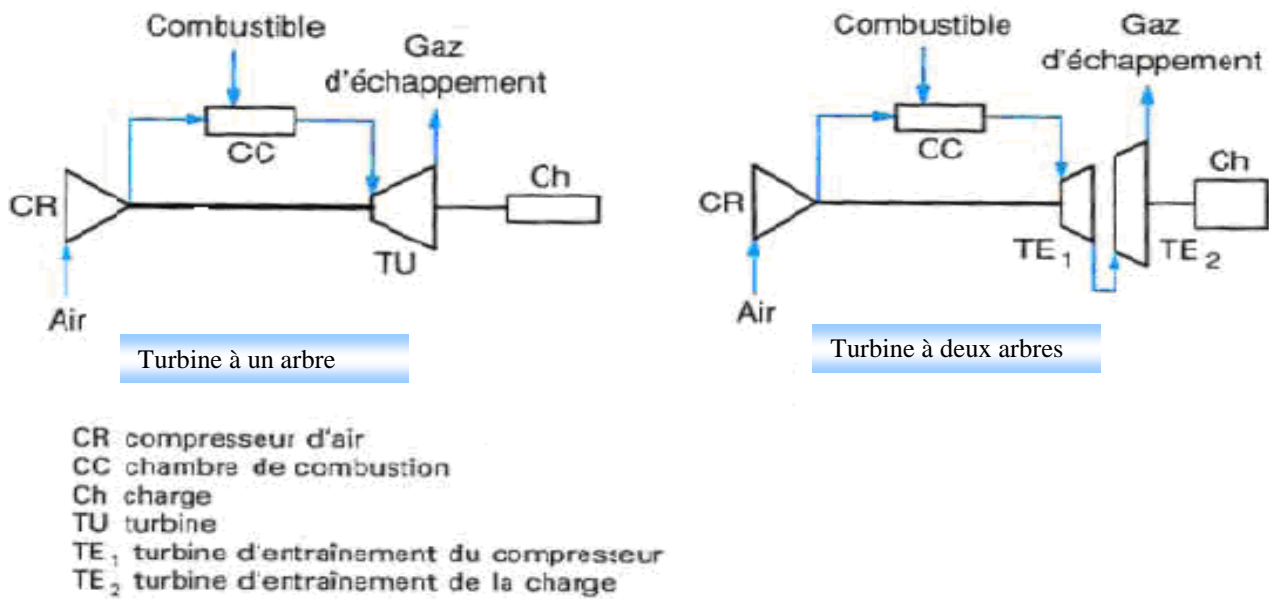 Combustible
Gaz
d'échappement
CC
CR
Ch
TU
Air
Turbine à un arbre
Combustible
Gaz
d'échappement
CC
CR
Ch
TE₁
TE₂
Air
Turbine à deux arbres
CR compresseur d'air
CC chambre de combustion
Ch charge
TU turbine
TE₁ turbine d'entraînement du compresseur
TE₂ turbine d'entraînement de la charge